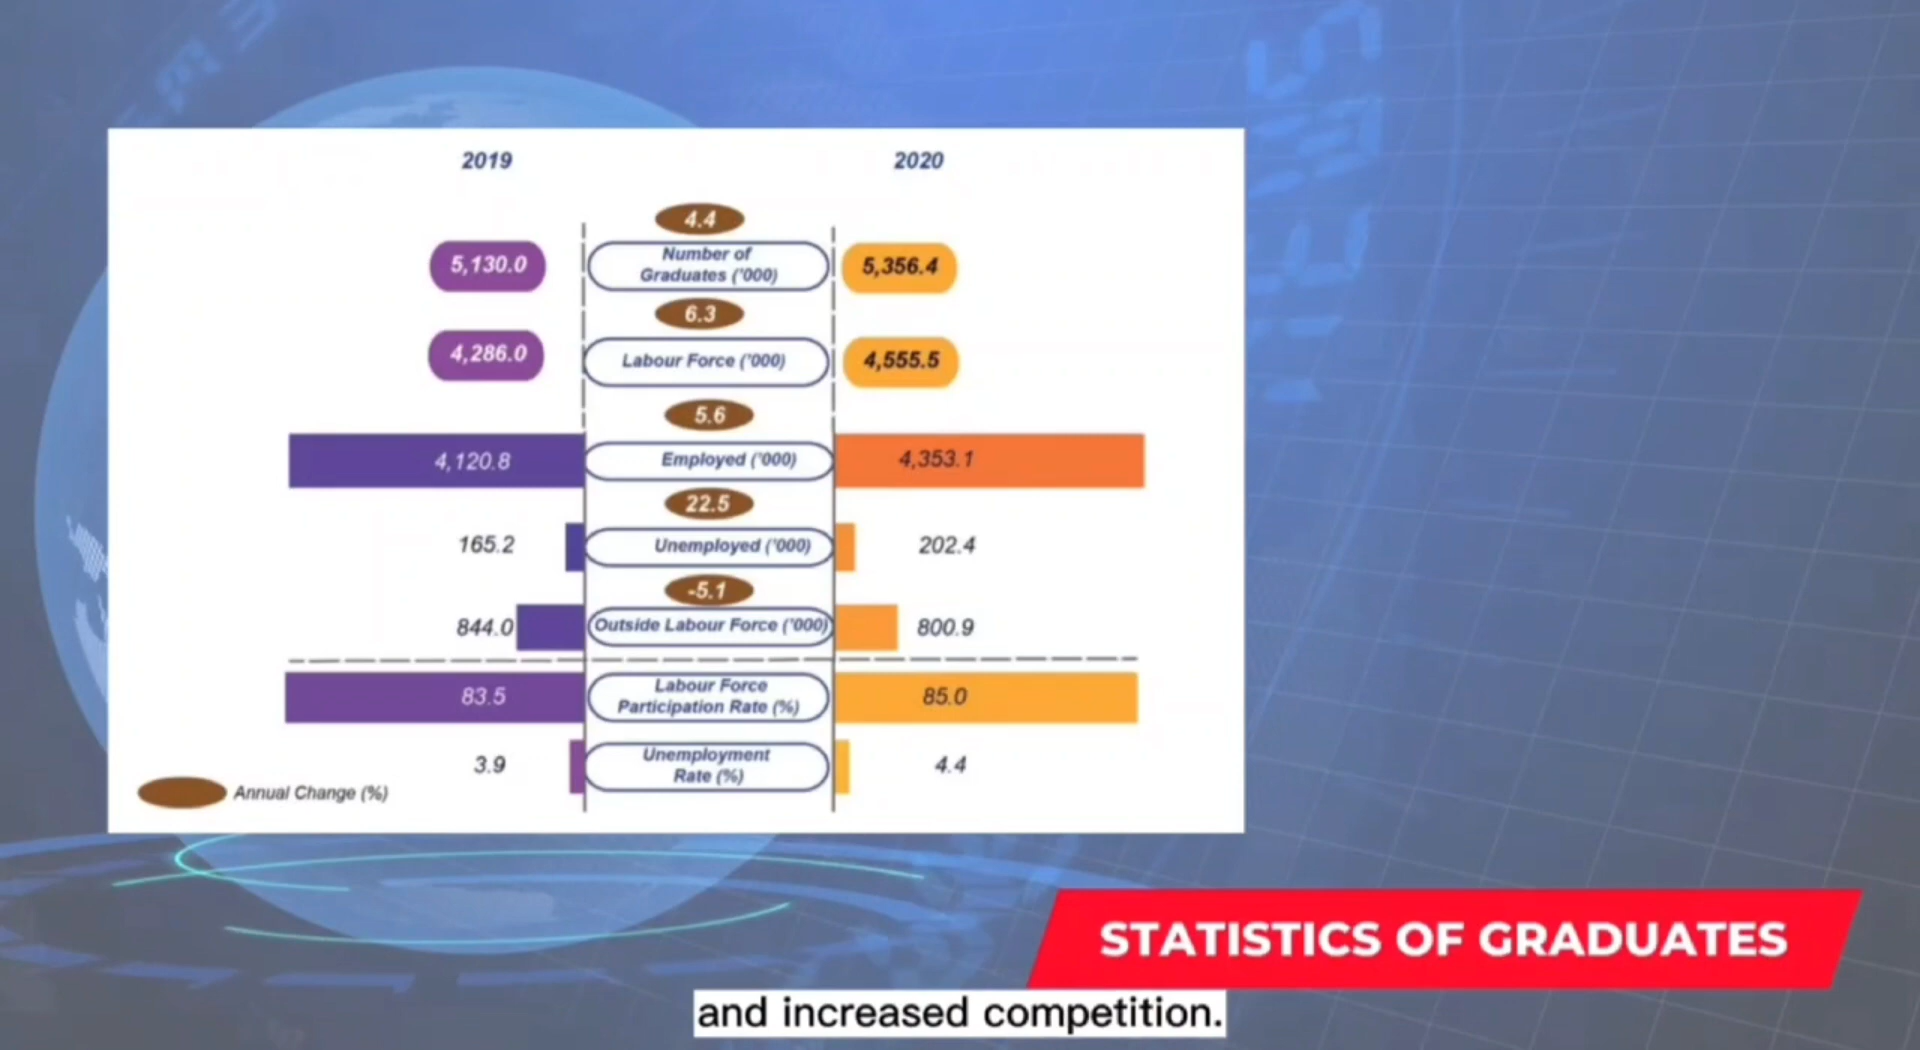 2019
2020
4.4
5,130.0
Number of
Graduates ('000)
5,356.4
6.3
4,286.0
Labour Force ('000)
4,555.5
5.6
4,120.8
Employed ('000)
4,353.1
22.5
165.2
Unemployed ('000)
202.4
-5.1
844.0
Outside Labour Force ('000)
800.9
83.5
Labour Force
Participation Rate (%)
85.0
3.9
Unemployment
Rate (%)
4.4
Annual Change (%)
STATISTICS OF GRADUATES
and increased competition.